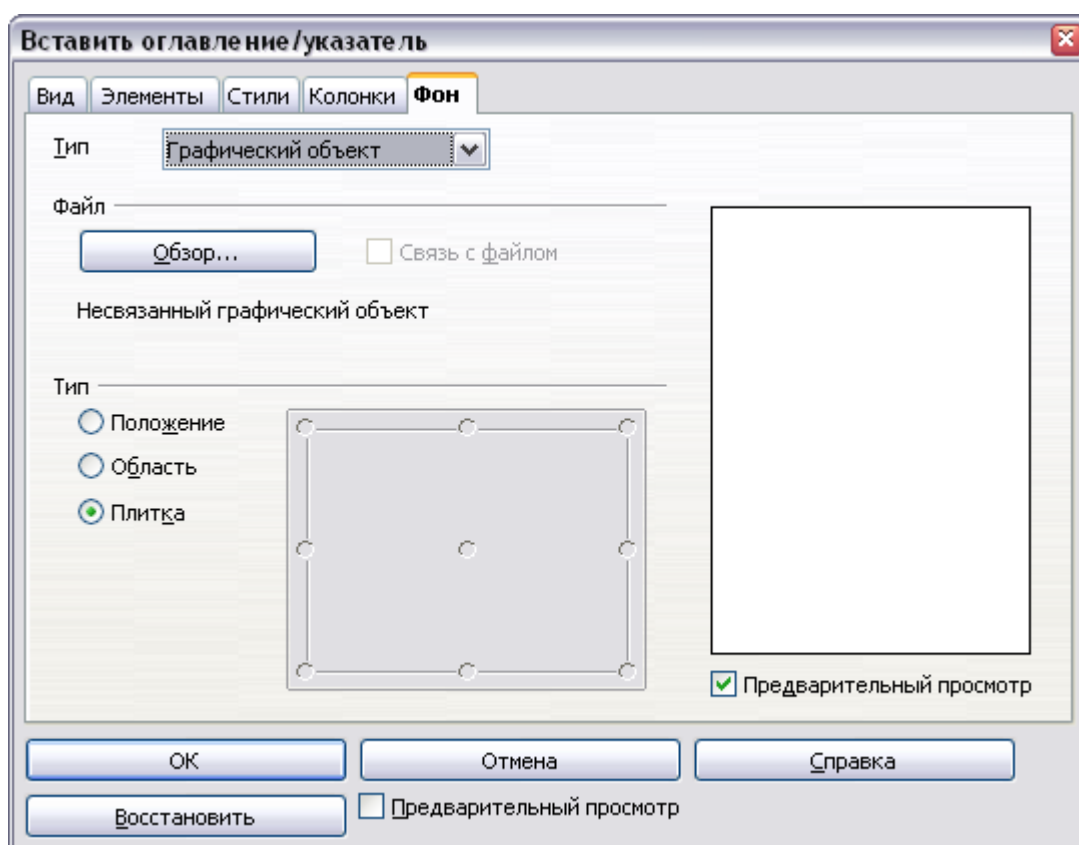 Вставить оглавление/указатель
Вид Элементы Стили Колонки Фон
Тип Графический объект
Файл
Обзор... Связь с файлом
Несвязанный графический объект
Тип
Положение
Область
Плитка
Предварительный просмотр
ОК Отмена Справка
Восстановить Предварительный просмотр